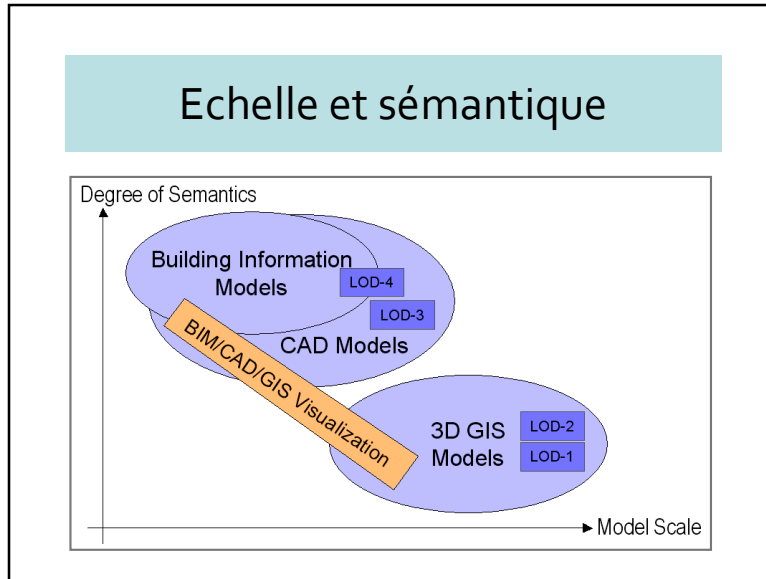 Echelle et sémantique
Degree of Semantics
Building Information
Models
LOD-4
LOD-3
CAD Models
BIM/CAD/GIS Visualization
3D GIS
Models
LOD-2
LOD-1
Model Scale